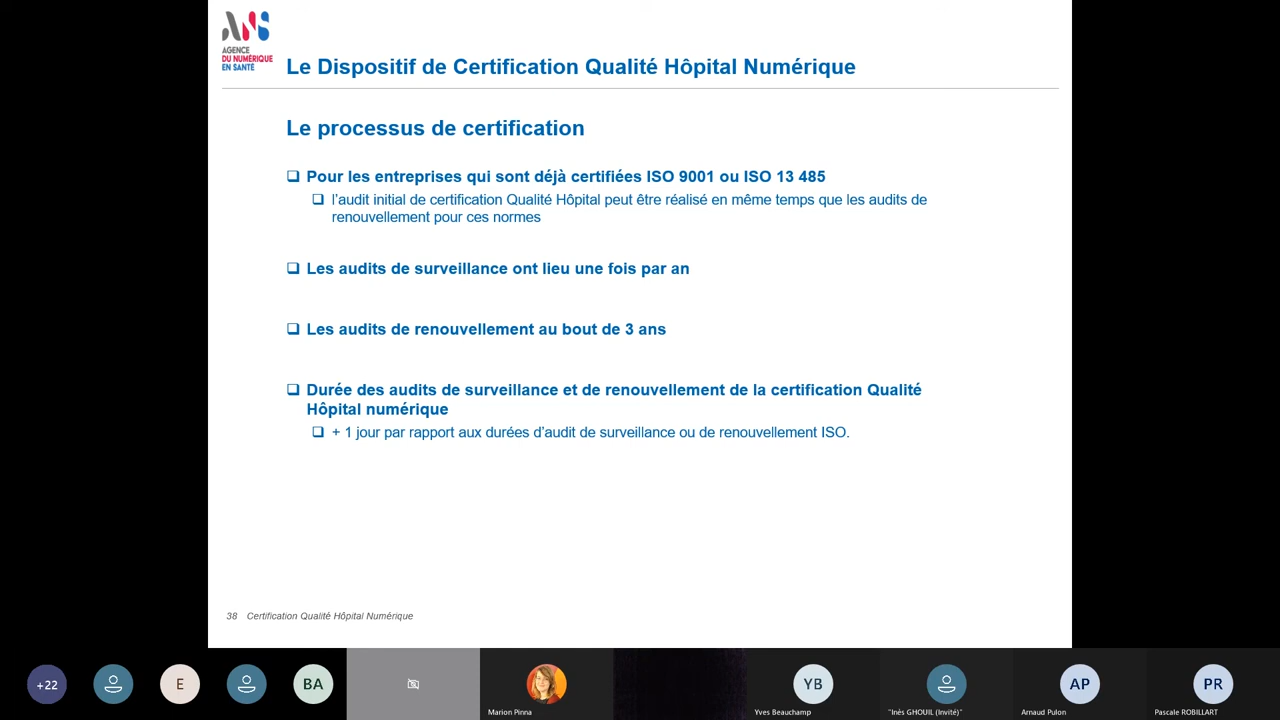 ANS
AGENCE
DU NUMÉRIQUE
EN SANTÉ
Le Dispositif de Certification Qualité Hôpital Numérique
Le processus de certification
Pour les entreprises qui sont déjà certifiées ISO 9001 ou ISO 13 485
l'audit initial de certification Qualité Hôpital peut être réalisé en même temps que les audits de
renouvellement pour ces normes
Les audits de surveillance ont lieu une fois par an
Les audits de renouvellement au bout de 3 ans
Durée des audits de surveillance et de renouvellement de la certification Qualité
Hôpital numérique
+ 1 jour par rapport aux durées d'audit de surveillance ou de renouvellement ISO.
38 Certification Qualité Hôpital Numérique
+22
E
BA
Marion Pinna
YB
Yves Beauchamp
"Inès GHOUIL (Invité)"
AP
Arnaud Pulon
PR
Pascale ROBILLART